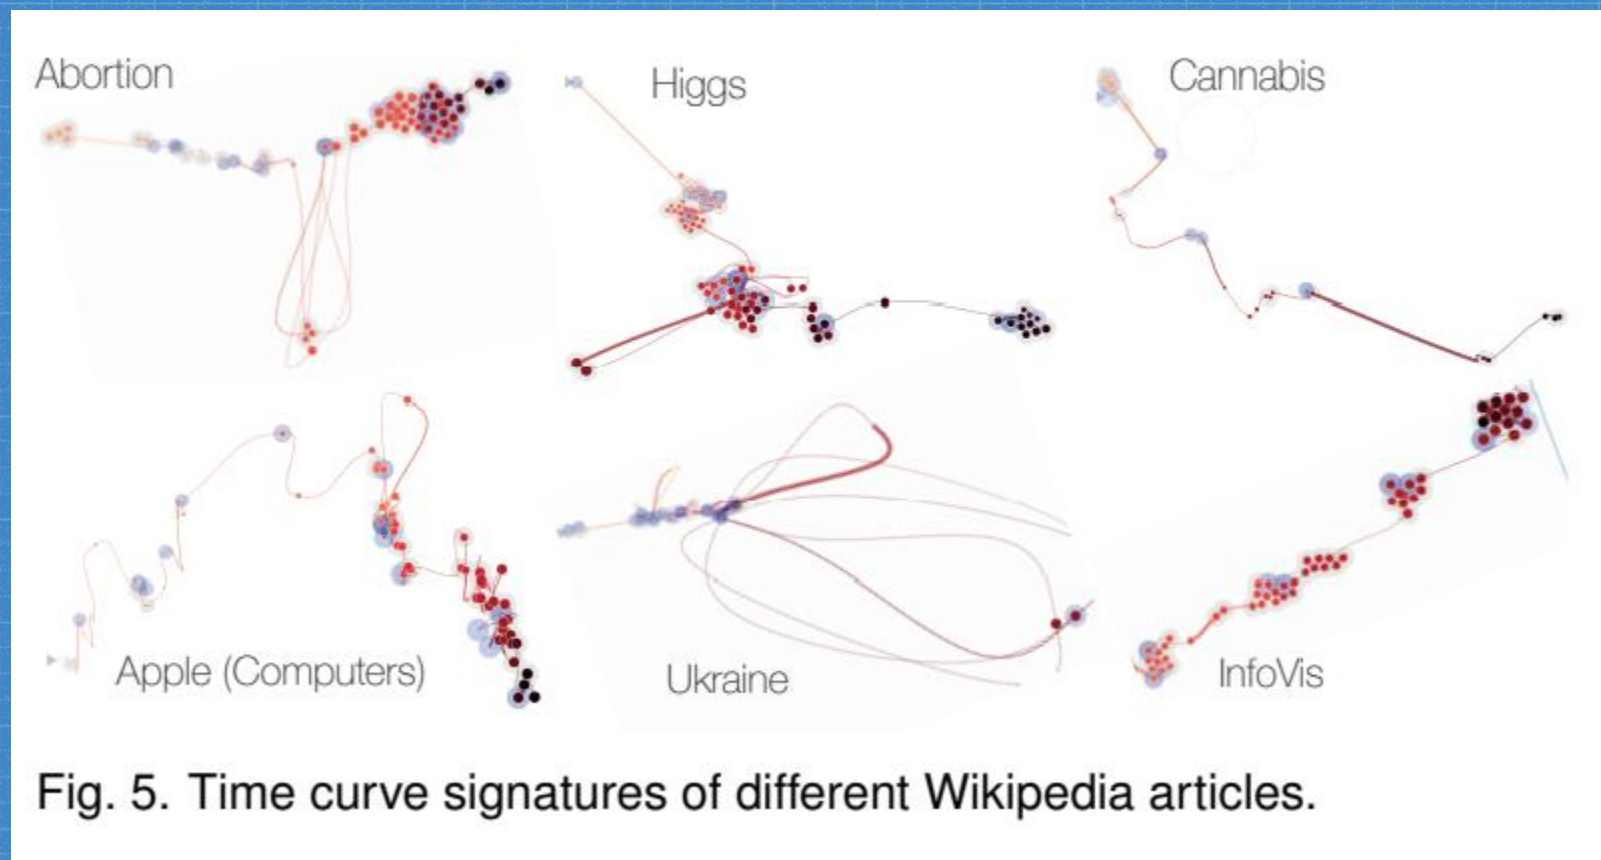 Abortion
Higgs
Cannabis
Apple (Computers)
Ukraine
InfoVis
Fig. 5. Time curve signatures of different Wikipedia articles.